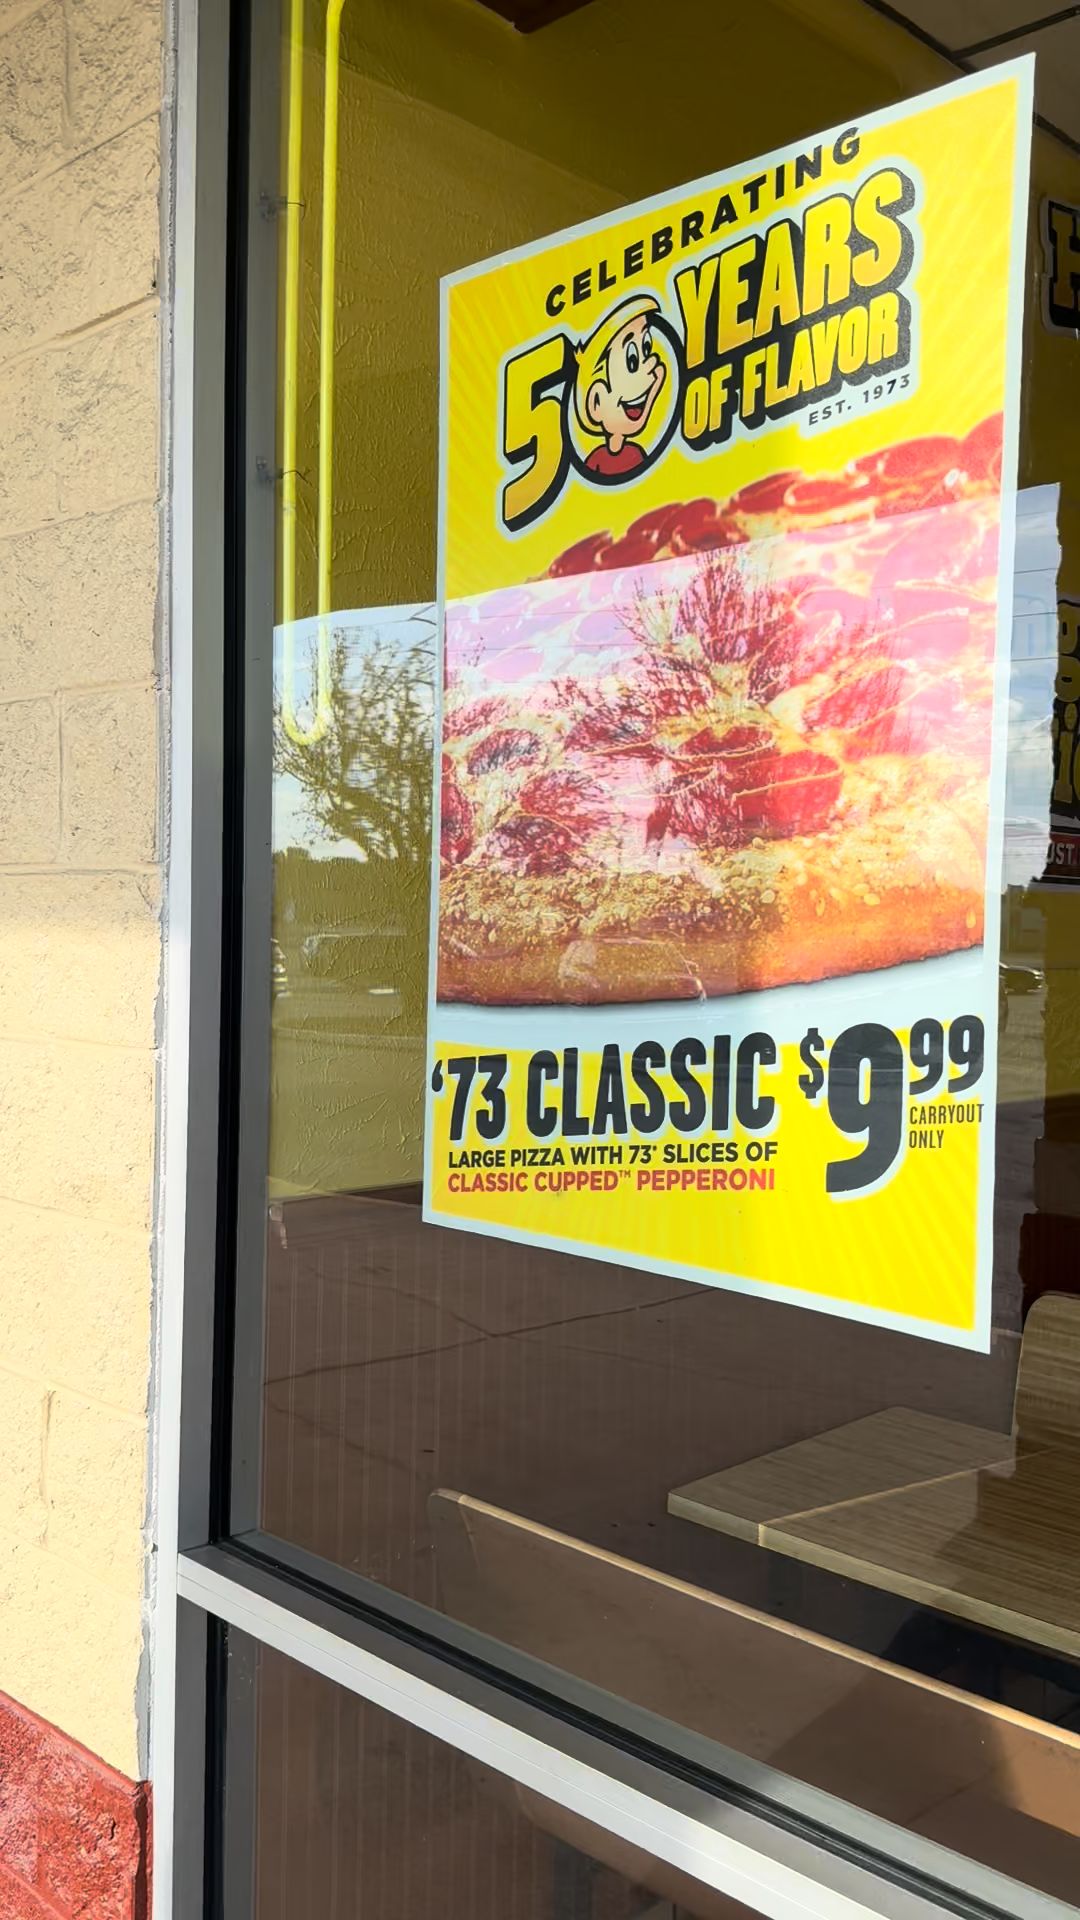 CELEBRATING
50 YEARS
OF FLAVOR
EST. 1973
‘73 CLASSIC $9.99
LARGE PIZZA WITH 73* SLICES OF
CLASSIC CUPPED™ PEPPERONI
CARRYOUT
ONLY